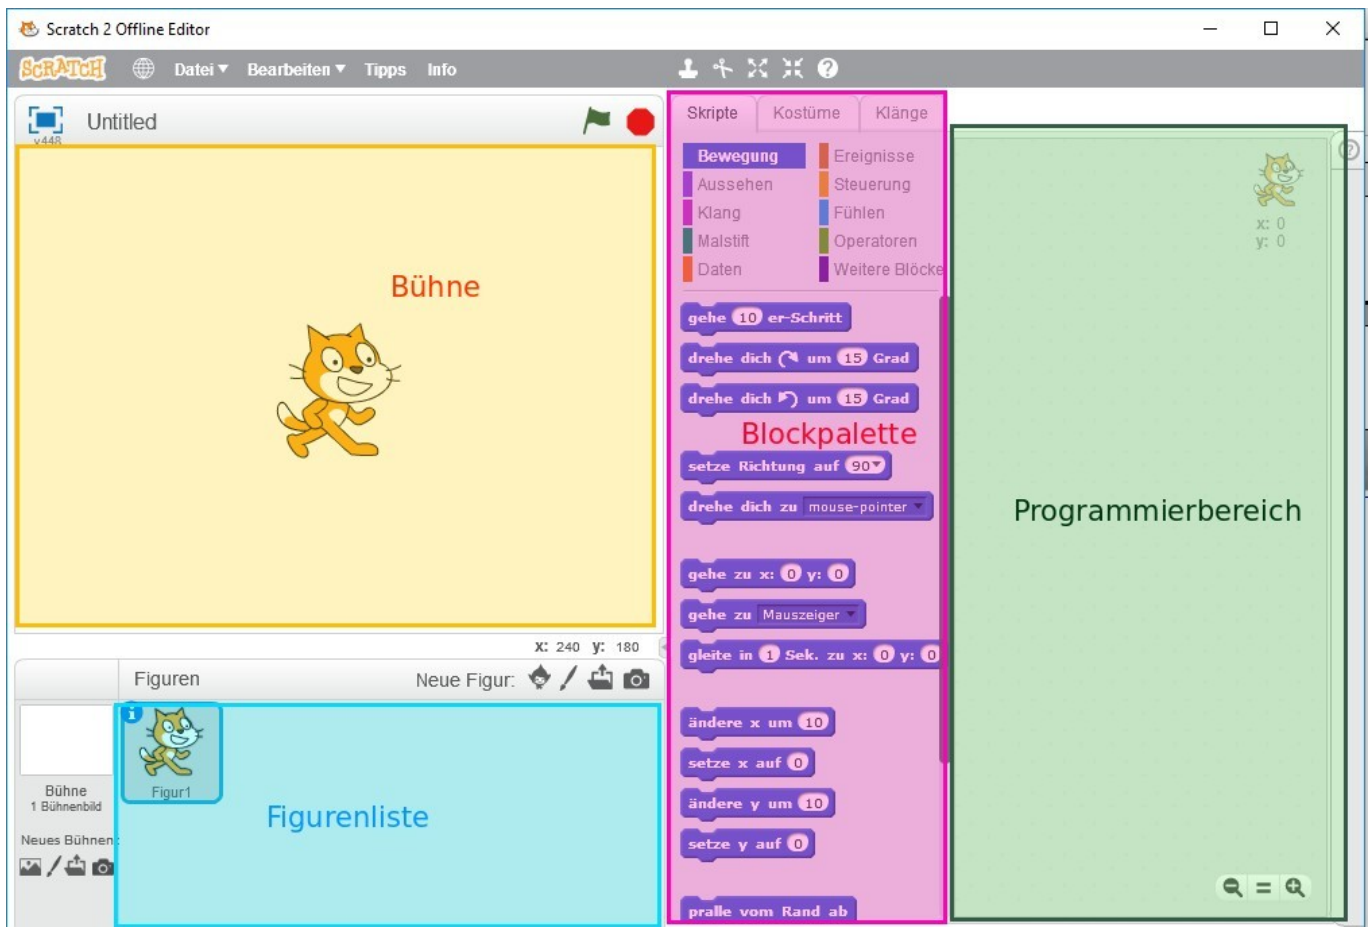 Scratch 2 Offline Editor
SCRATCH Datei Bearbeiten Tipps Info
Untitled
v448
Bühne
x: 240 y: 180
Figuren Neue Figur:
Bühne
1 Bühnenbild
Neues Bühnen
Figur1
Figurenliste
Skripte Kostüme Klänge
Bewegung Ereignisse
Aussehen Steuerung
Klang Fühlen
Malstift Operatoren
Daten Weitere Blöcke
gehe 10 er-Schritt
drehe dich um 15 Grad
drehe dich um 15 Grad
Blockpalette
setze Richtung auf 90
drehe dich zu mouse-pointer
gehe zu x: 0 y: 0
gehe zu Mauszeiger
gleite in 1 Sek. zu x: 0 y: 0
ändere x um 10
setze x auf 0
ändere y um 10
setze y auf 0
pralle vom Rand ab
x: 0
y: 0
Programmierbereich